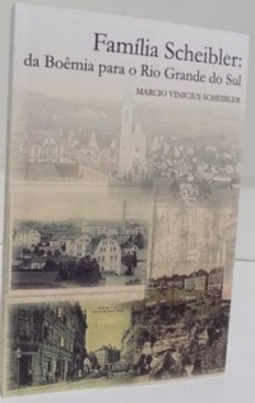 Família Scheibler:
da Boêmia para o Rio Grande do Sul
MARCIO VINICIUS SCHEIBLER